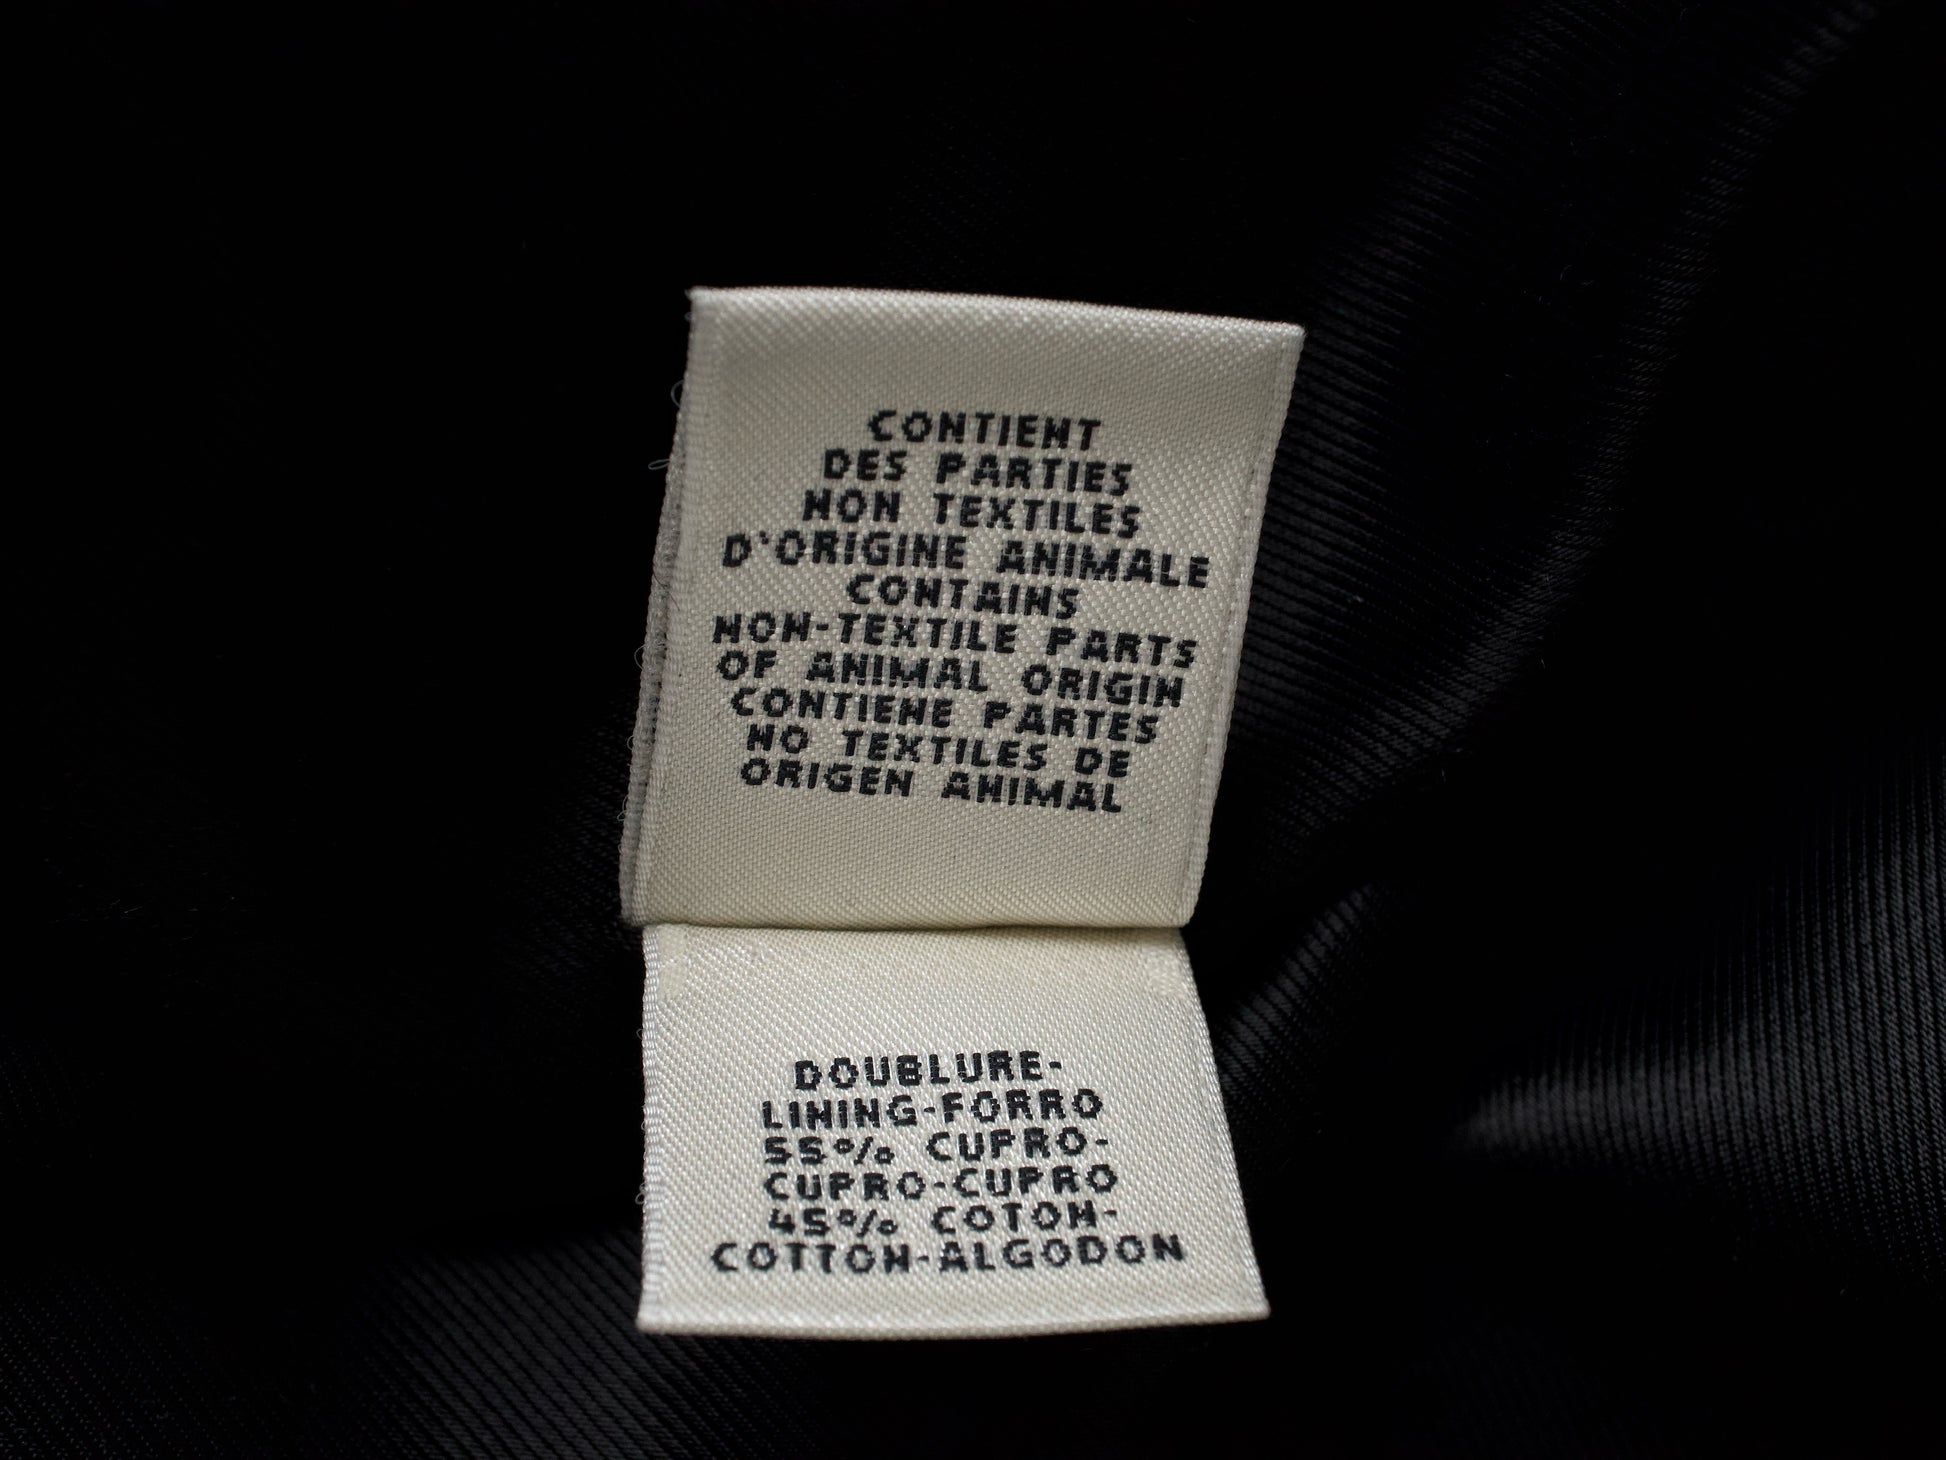 CONTIENT
DES PARTIES
NON TEXTILES
D'ORIGINE ANIMALE
CONTAINS
NON-TEXTILE PARTS
OF ANIMAL ORIGIN
CONTIENE PARTES
NO TEXTILES DE
ORIGEN ANIMAL
DOUBLURE-
LINING-FORRO
55% CUPRO-
CUPRO-CUPRO
45% COTON-
COTTON-ALGODON